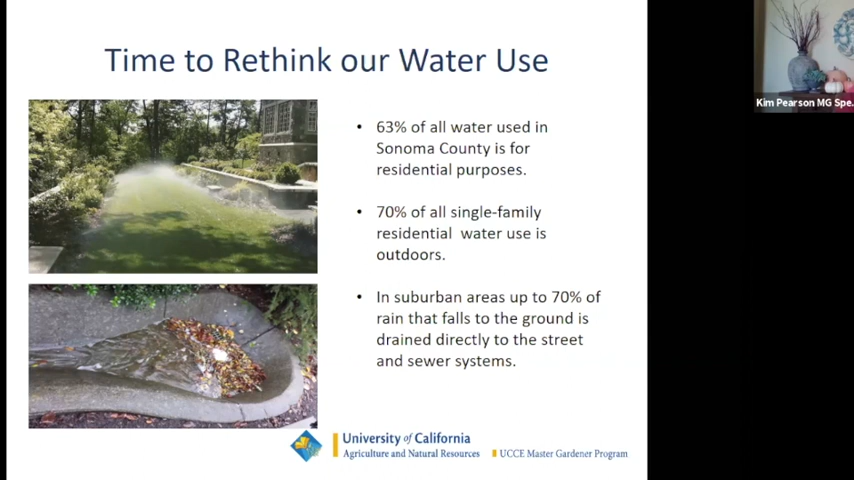 Time to Rethink our Water Use
• 63% of all water used in
Sonoma County is for
residential purposes.
• 70% of all single-family
residential water use is
outdoors.
• In suburban areas up to 70% of
rain that falls to the ground is
drained directly to the street
and sewer systems.
University of California
Agriculture and Natural Resources
UCCE Master Gardener Program
Kim Pearson MG Spe...